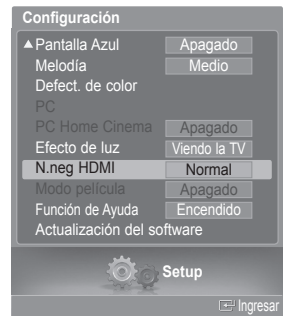 Configuración
▲Pantalla Azul Apagado
Melodía Medio
Defect. de color
PC
PC Home Cinema Apagado
Efecto de luz Viendo la TV
N.neg HDMI Normal
Modo película Apagado
Función de Ayuda Encendido
Actualización del software
Setup
Ingresar